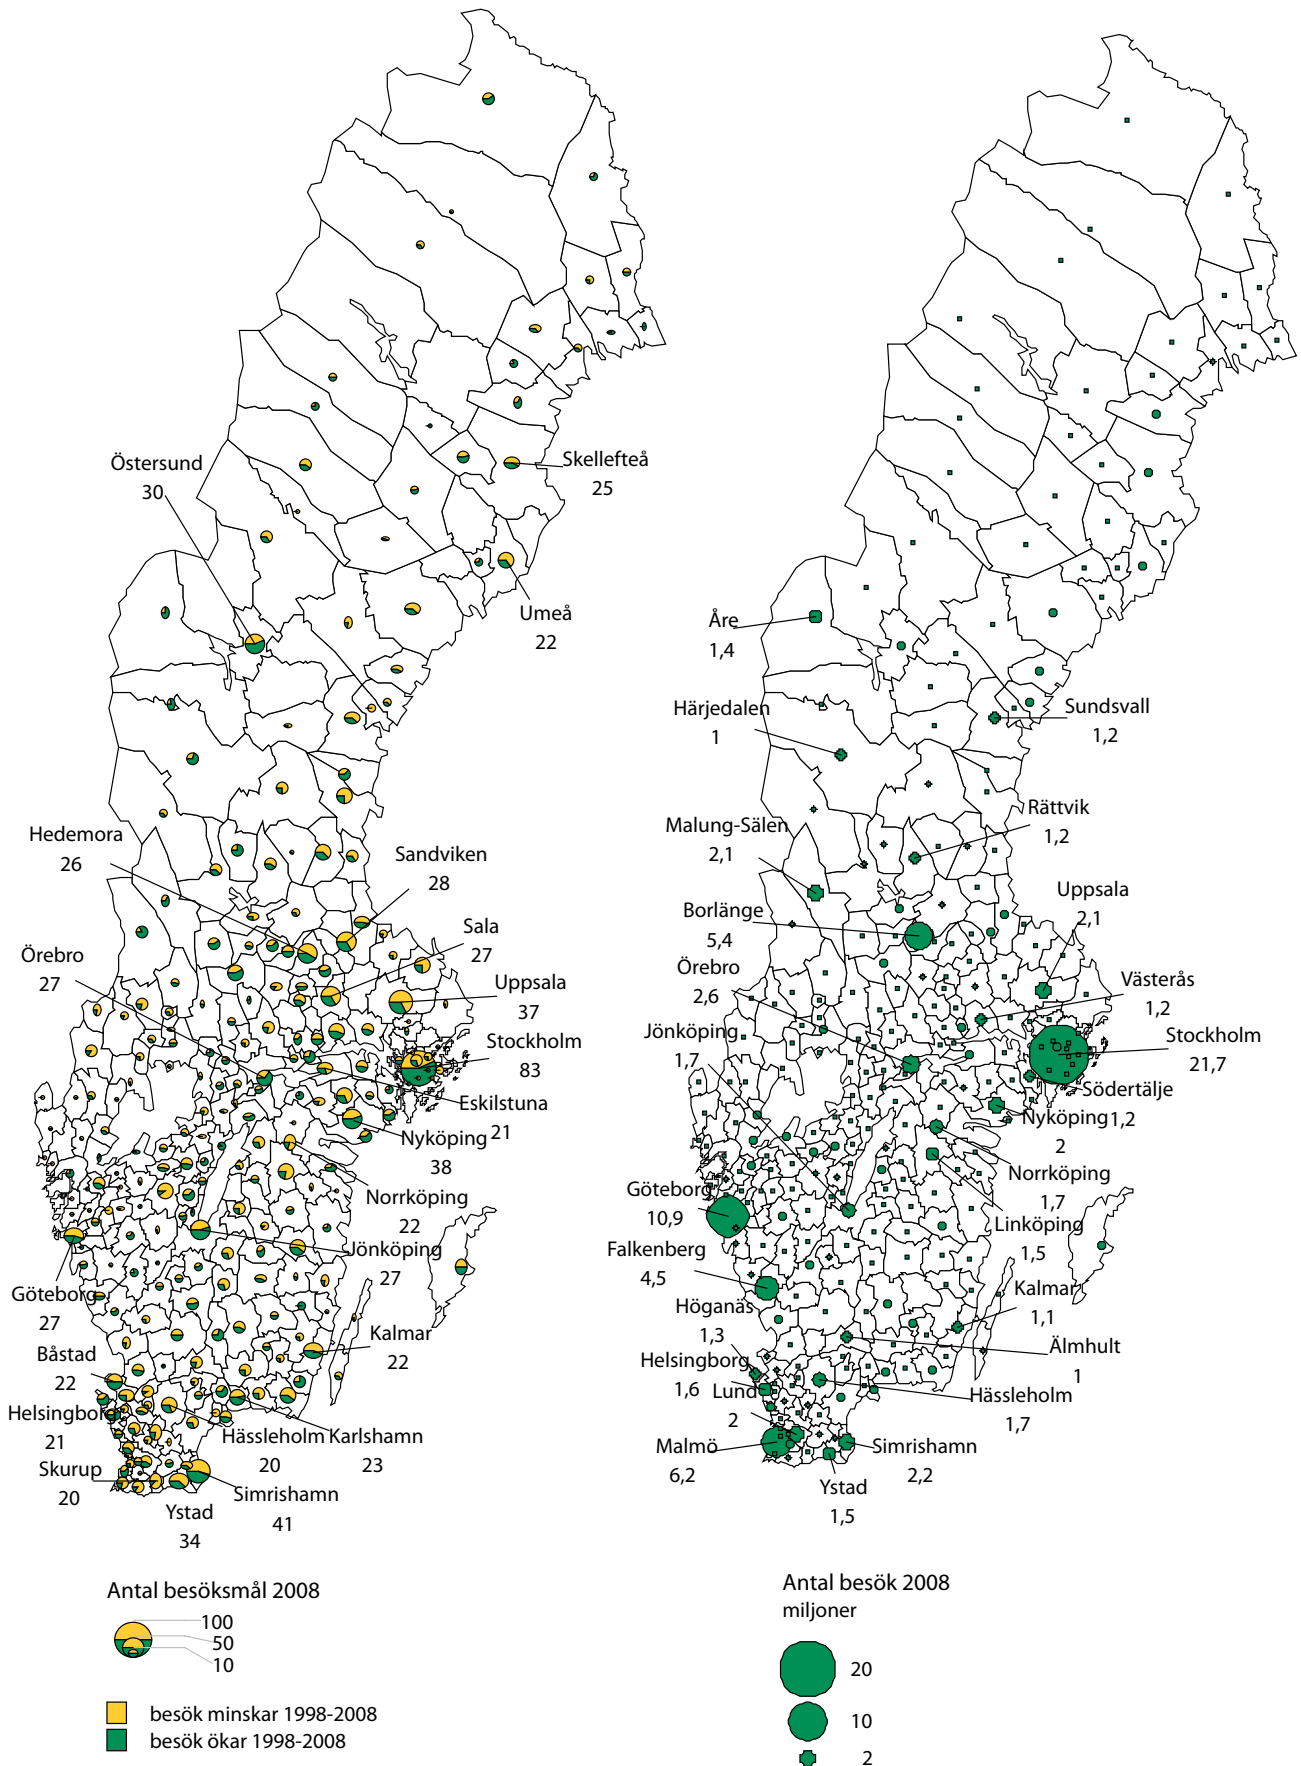 Östersund
30
Skellefteå
25
Umeå
22
Hedemora
26
Sandviken
28
Sala
27
Örebro
27
Uppsala
37
Stockholm
83
Eskilstuna
21
Nyköping
38
Norrköping
22
Jönköping
27
Göteborg
27
Kalmar
22
Båstad
22
Helsingborg
21
Hässleholm
20
Karlshamn
23
Skurup
20
Simrishamn
41
Ystad
34
Antal besöksmål 2008
100
50
10
besök minskar 1998-2008
besök ökar 1998-2008
Åre
1,4
Härjedalen
1
Sundsvall
1,2
Rättvik
1,2
Malung-Sälen
2,1
Uppsala
2,1
Borlänge
5,4
Örebro
2,6
Västerås
1,2
Jönköping
1,7
Stockholm
21,7
Södertälje
1,2
Nyköping
2
Norrköping
1,7
Göteborg
10,9
Linköping
1,5
Falkenberg
4,5
Kalmar
1,1
Höganäs
1,3
Älmhult
1
Helsingborg
1,6
Lund
2
Hässleholm
1,7
Malmö
6,2
Simrishamn
2,2
Ystad
1,5
Antal besök 2008
miljoner
20
10
2